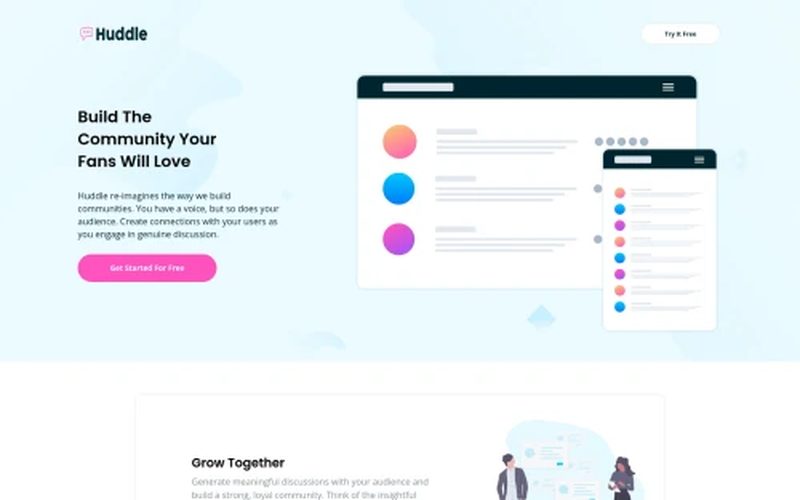 Huddle
Try It Free
Build The
Community Your
Fans Will Love
Huddle re-imagines the way we build
communities. You have a voice, but so does your
audience. Create connections with your users as
you engage in genuine discussion.
Get Started For Free
Grow Together
Generate meaningful discussions with your audience and
build a strong, loyal community. Think of the insightful